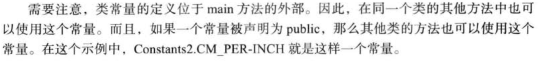 需要注意，类常量的定义位于 main 方法的外部。因此，在同一个类的其他方法中也可
以使用这个常量。而且，如果一个常量被声明为 public，那么其他类的方法也可以使用这个
常量。在这个示例中，Constants2.CM_PER-INCH 就是这样一个常量。